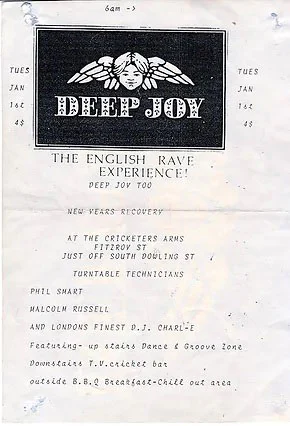 6am ->
TUES
JAN
1st
4$
DEEP JOY
TUES
JAN
1st
4$
THE ENGLISH RAVE
EXPERIENCE!
DEEP JOY TOO
NEW YEARS RECOVERY
AT THE CRICKETERS ARMS
FITZROY ST
JUST OFF SOUTH DOWLING ST
TURNTABLE TECHNICIANS
PHIL SMART
MALCOLM RUSSELL
AND LONDONS FINEST D.J. CHARL-E
Featuring- up stairs Dance & Groove Zone
Downstairs T.V.cricket bar
outside B.B.Q Breakfast-Chill out area